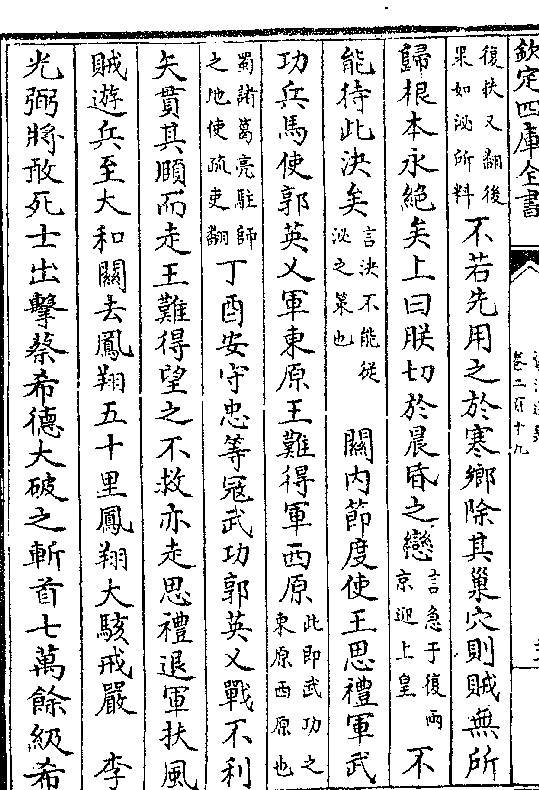 欽定四庫全書
卷二百十九
復扶又翻後果如泌所料不若先用之於寒鄉除其巢穴則賊無所
歸根本永絶矣上曰朕切於晨昏之戀言急于復兩京迎上皇不
能待此決矣言決不能從泌之策也 關内節度使王思禮軍武
功兵馬使郭英乂軍東原王難得軍西原此即武功之東原西原也
蜀諸葛亮駐師之地使疏吏翻丁酉安守忠等寇武功郭英乂戰不利
矢貫其頤而走王難得望之不救亦走思禮退軍扶風
賊遊兵至大和關去鳳翔五十里鳳翔大駭戒嚴 李
光弼將敢死士出擊蔡希德大破之斬首七萬餘級希